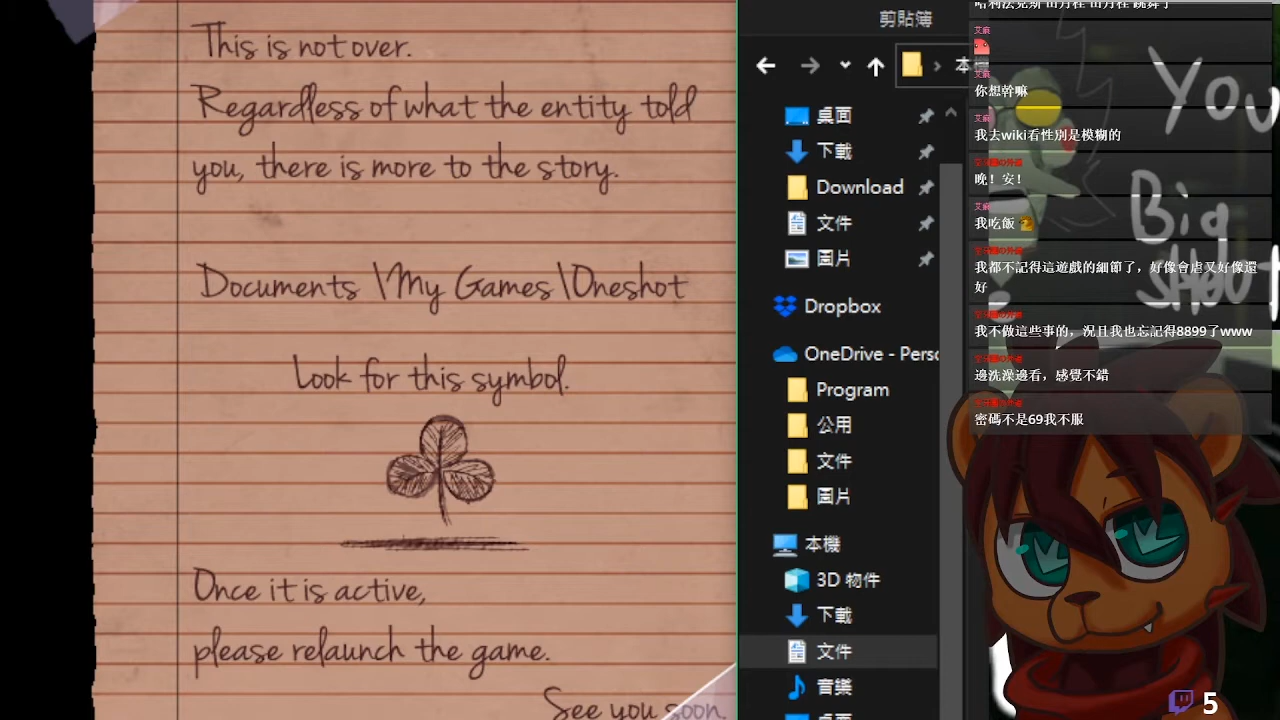 This is not over.
Regardless of what the entity told
you, there is more to the story.
Documents \My Games \Oneshot
Look for this symbol.
Once it is active,
please relaunch the game.
See you soon.
剪貼簿
桌面
下載
Download
文件
圖片
Dropbox
OneDrive - Perso
Program
公用
文件
圖片
本機
3D 物件
下載
文件
音樂
艾麻
艾麻
你想幹嘛
艾麻
我去wiki看性別是模糊的
晚！安！
艾麻
我吃飯
我都不記得這遊戲的細節了，好像會虐又好像還
好
我不做這些事的，況且我也忘記得8899了www
邊洗澡邊看，感覺不錯
密碼不是69我不服
You
Big
5